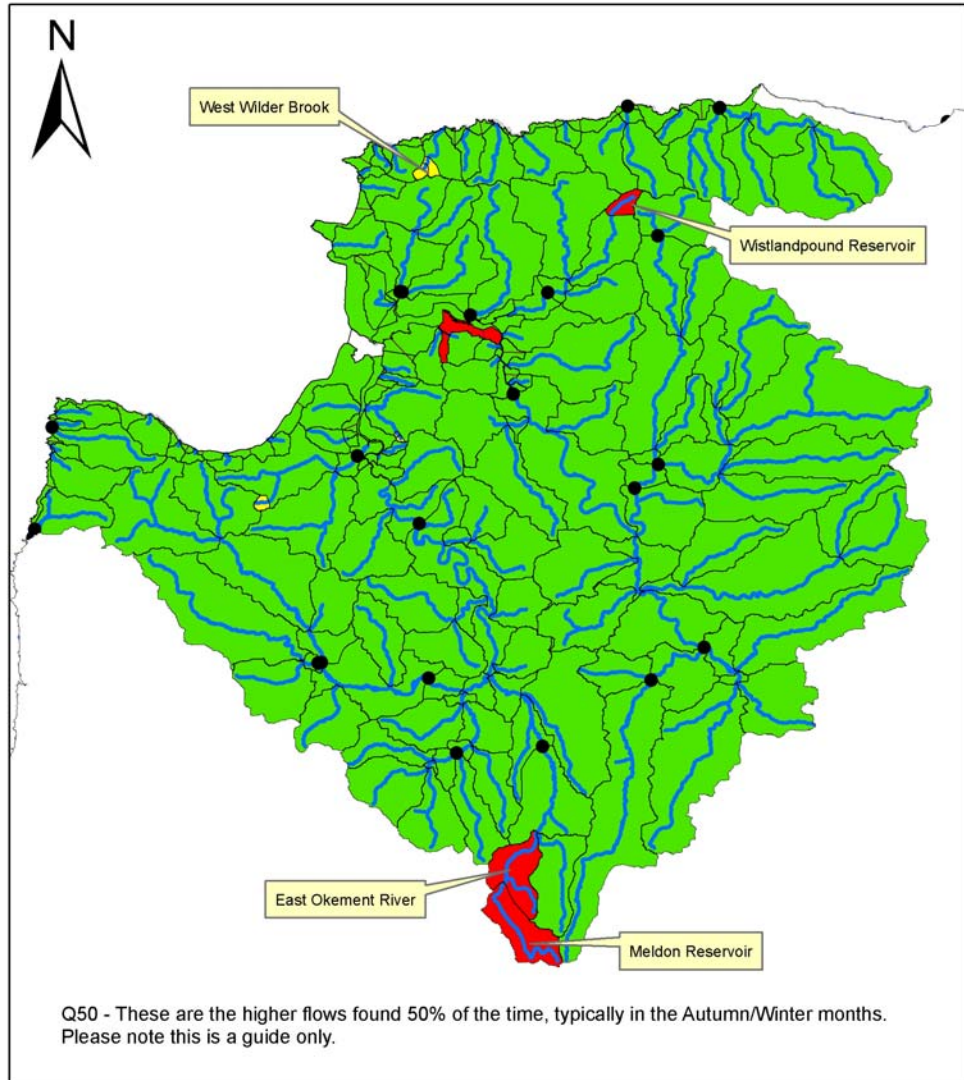 N
West Wilder Brook
Wistlandpound Reservoir
East Okement River
Meldon Reservoir
Q50 - These are the higher flows found 50% of the time, typically in the Autumn/Winter months.
Please note this is a guide only.